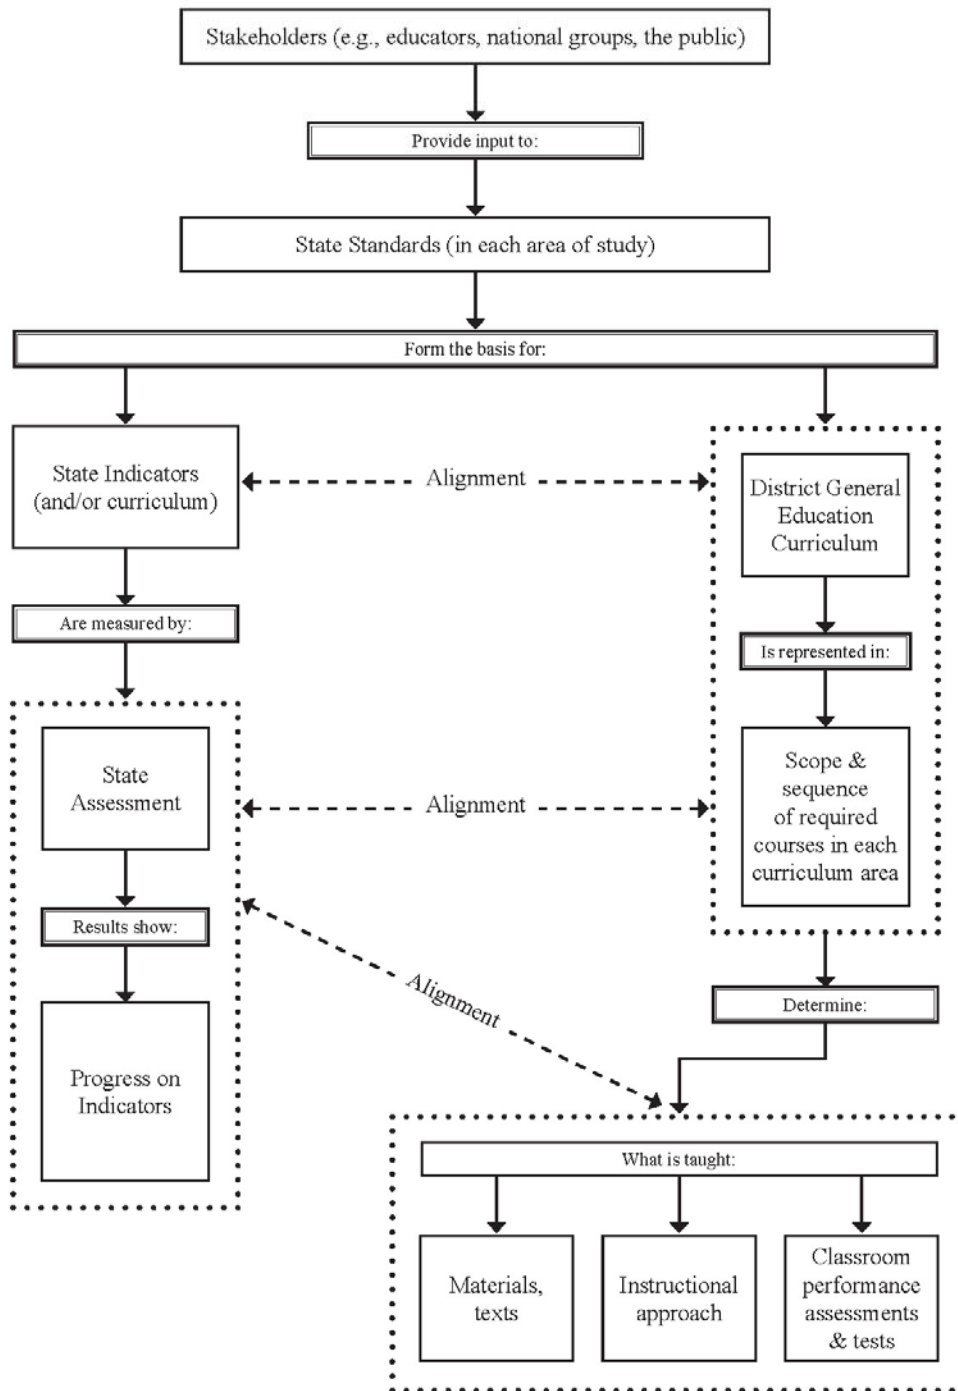 Stakeholders (e.g., educators, national groups, the public)
Provide input to:
State Standards (in each area of study)
Form the basis for:
State Indicators
(and/or curriculum)
Alignment
District General
Education
Curriculum
Are measured by:
Is represented in:
State
Assessment
Alignment
Scope &
sequence
of required
courses in each
curriculum area
Results show:
Alignment
Determine:
Progress on
Indicators
What is taught:
Materials,
texts
Instructional
approach
Classroom
performance
assessments
& tests